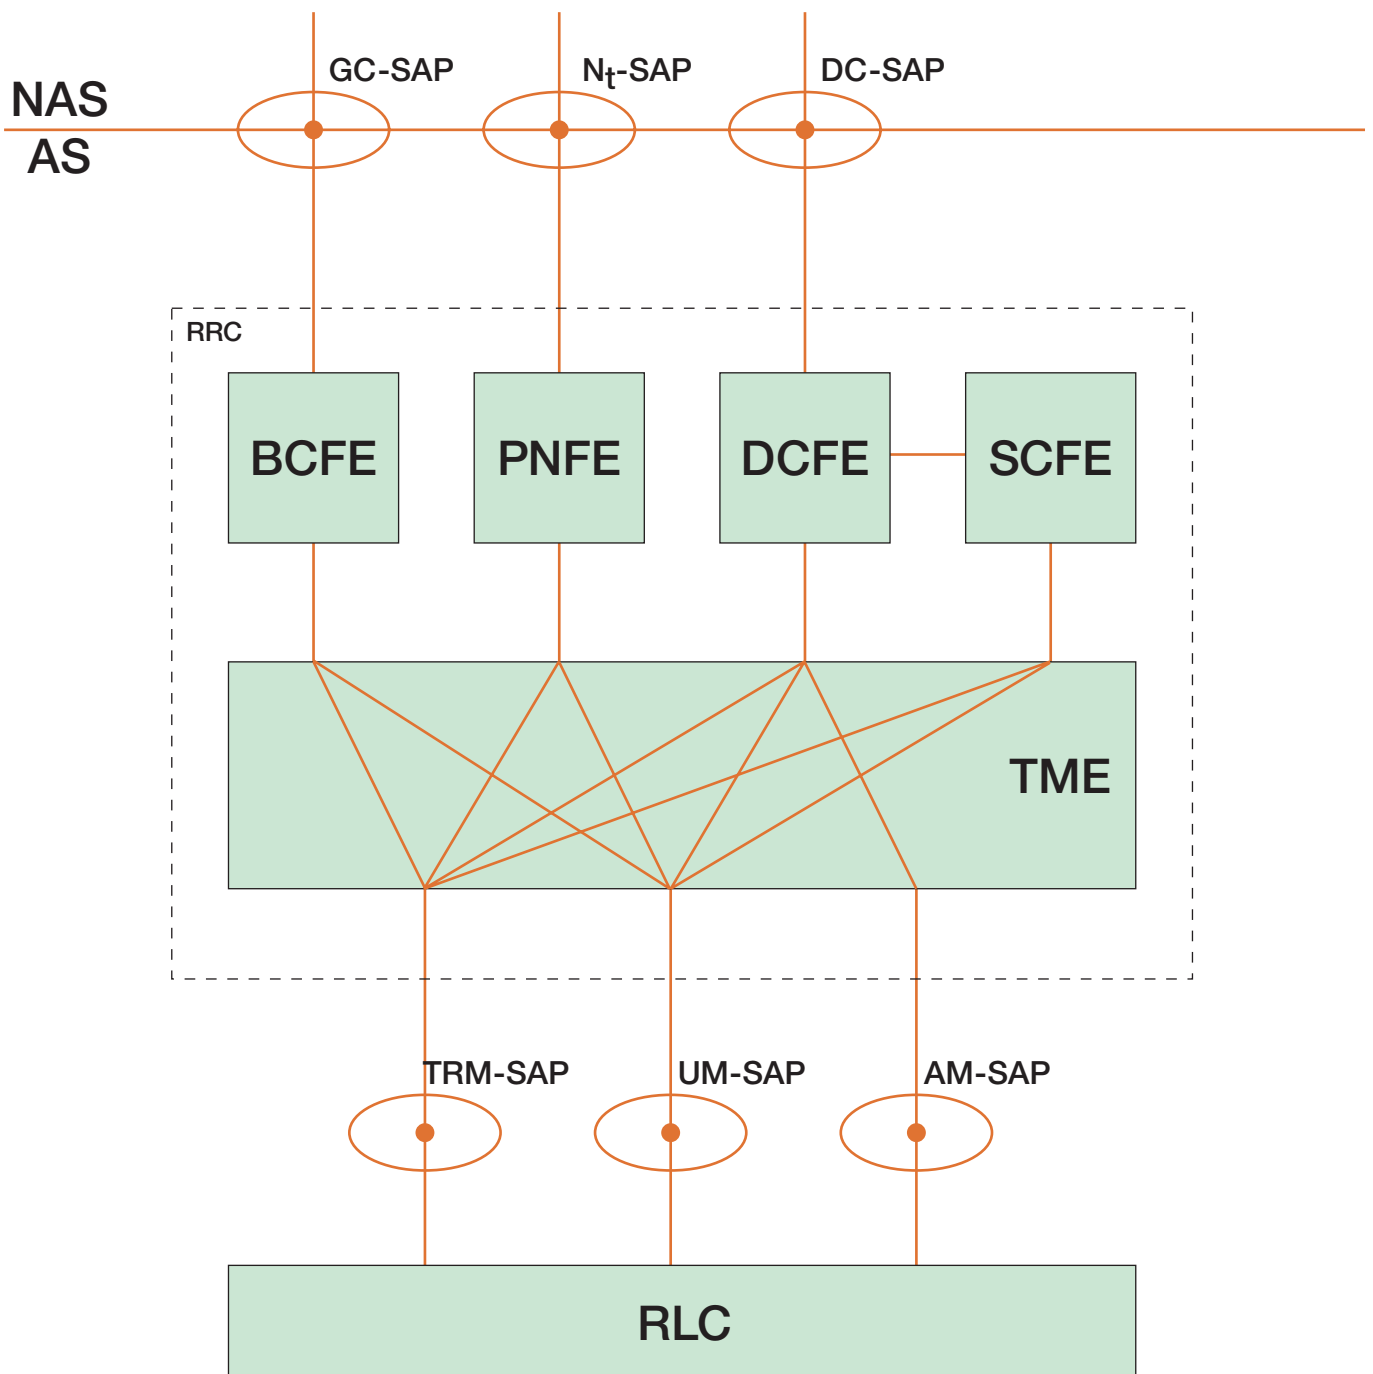 GC-SAP
Nt-SAP
DC-SAP
NAS
AS
RRC
BCFE
PNFE
DCFE
SCFE
TME
TRM-SAP
UM-SAP
AM-SAP
RLC